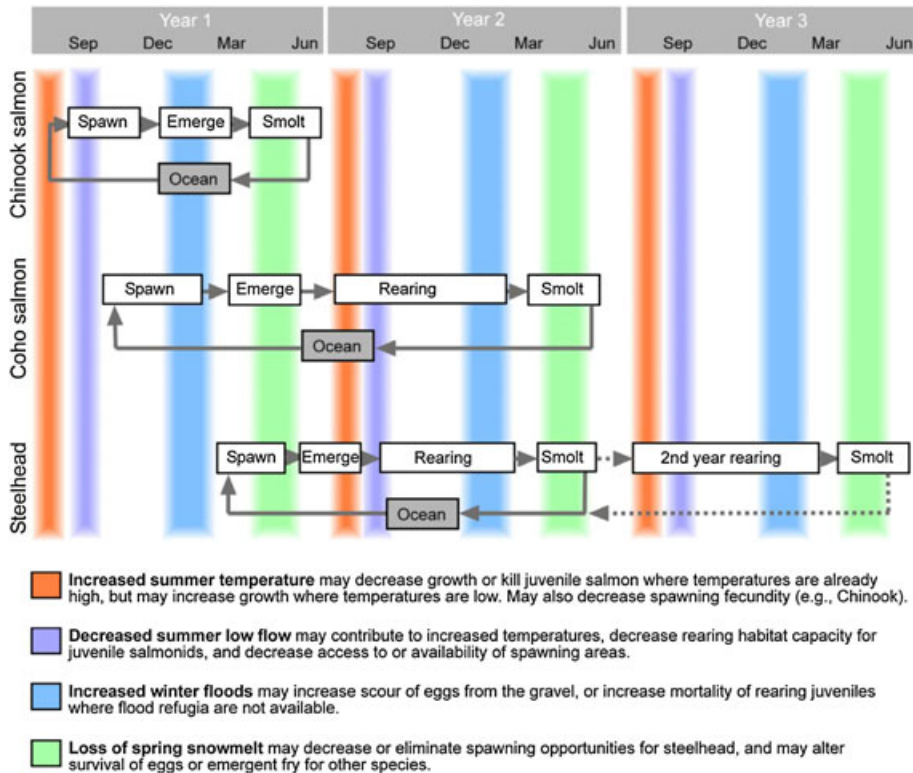 Year 1 Year 2 Year 3
Sep Dec Mar Jun Sep Dec Mar Jun Sep Dec Mar Jun
Chinook salmon
Spawn Emerge Smolt
Ocean
Coho salmon
Spawn Emerge Rearing Smolt
Ocean
Steelhead
Spawn Emerge Rearing Smolt 2nd year rearing Smolt
Ocean
Increased summer temperature may decrease growth or kill juvenile salmon where temperatures are already
high, but may increase growth where temperatures are low. May also decrease spawning fecundity (e.g., Chinook).
Decreased summer low flow may contribute to increased temperatures, decrease rearing habitat capacity for
juvenile salmonids, and decrease access to or availability of spawning areas.
Increased winter floods may increase scour of eggs from the gravel, or increase mortality of rearing juveniles
where flood refugia are not available.
Loss of spring snowmelt may decrease or eliminate spawning opportunities for steelhead, and may alter
survival of eggs or emergent fry for other species.